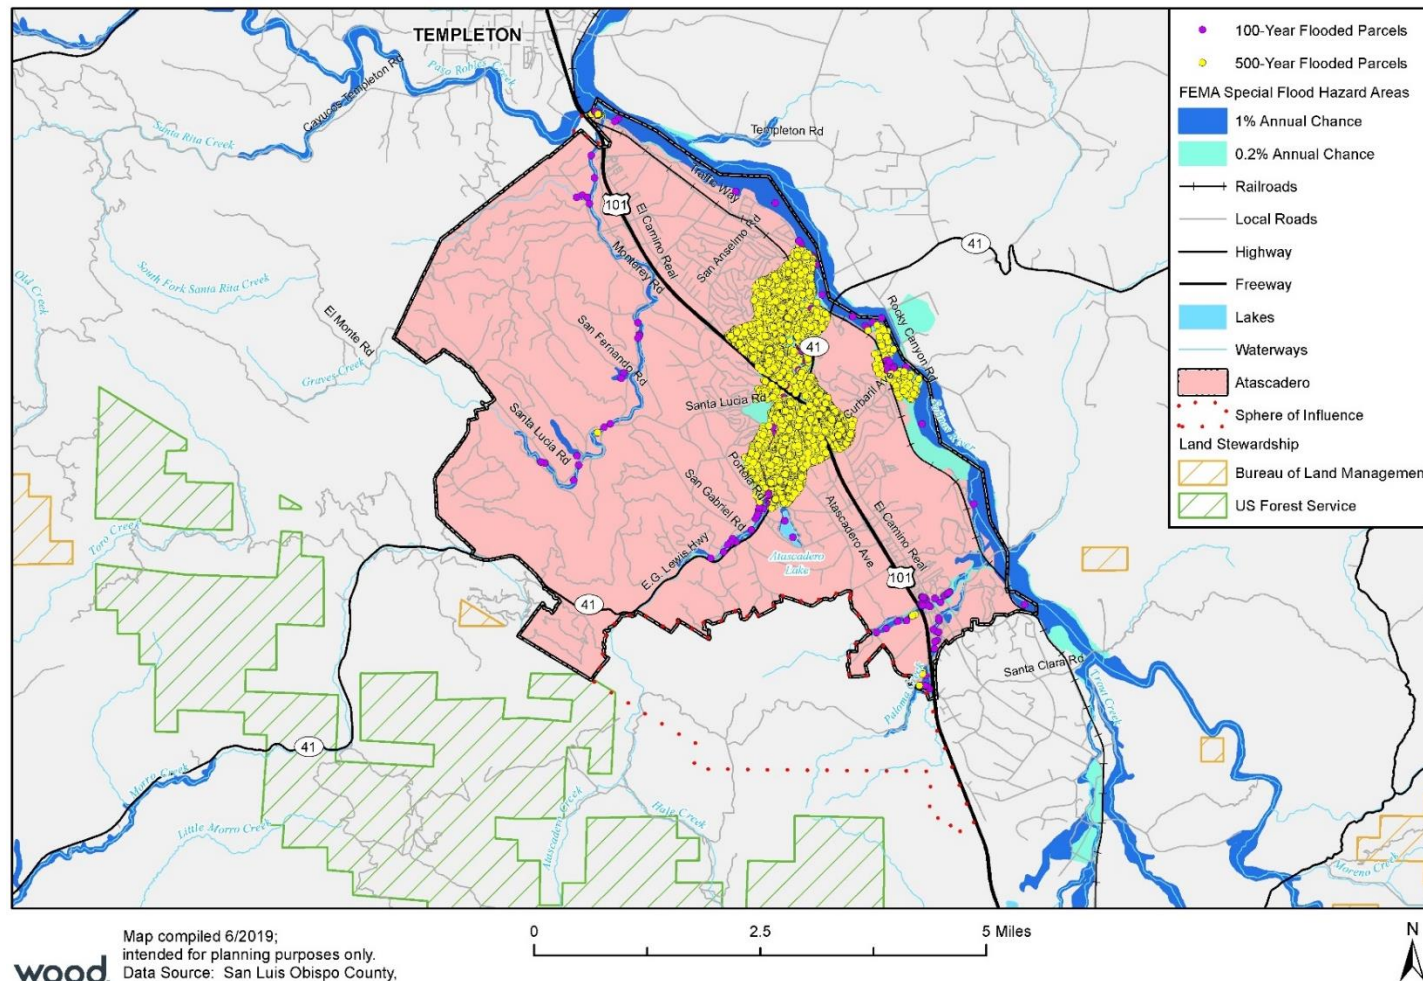 TEMPLETON
Paso Robles Creek
Cayucos Templeton Rd
Santa Rita Creek
Templeton Rd
Traffic Way
101
El Camino Real
San Anselmo Rd
Monterey Rd
41
South Fork Santa Rita Creek
Old Creek
El Monte Rd
Graves Creek
San Fernando Rd
Rocky Canyon Rd
41
Santa Lucia Rd
Curbaril Ave
Salinas River
Santa Lucia Rd
Portola Rd
San Gabriel Rd
Atascadero Ave
El Camino Real
E.G. Lewis Hwy
Atascadero
Lake
Toro Creek
101
41
Santa Clara Rd
Paloma
Trout Creek
41
Morro Creek
Little Morro Creek
Atascadero Creek
Hale Creek
Moreno Creek
100-Year Flooded Parcels
500-Year Flooded Parcels
FEMA Special Flood Hazard Areas
1% Annual Chance
0.2% Annual Chance
Railroads
Local Roads
Highway
Freeway
Lakes
Waterways
Atascadero
Sphere of Influence
Land Stewardship
Bureau of Land Management
US Forest Service
wood.
Map compiled 6/2019;
intended for planning purposes only.
Data Source: San Luis Obispo County,
0 2.5 5 Miles
N